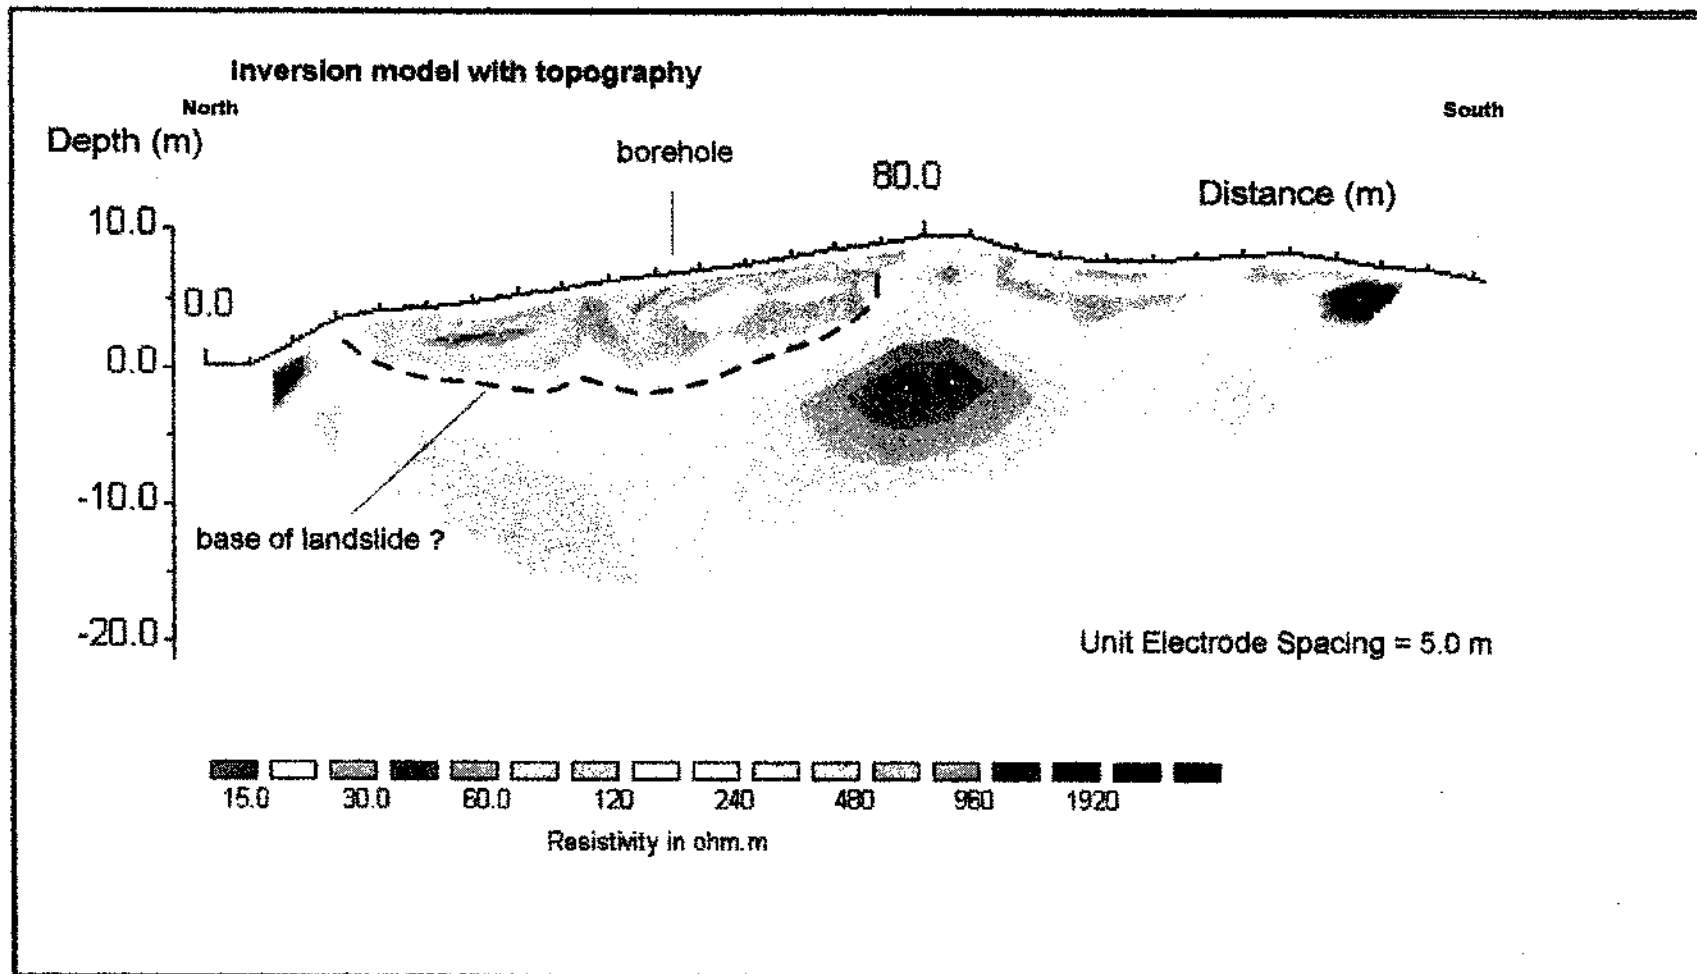 inversion model with topography
North
South
Depth (m)
borehole
80.0
Distance (m)
10.0
0.0
0.0
-10.0
base of landslide ?
-20.0
Unit Electrode Spacing = 5.0 m
15.0 30.0 60.0 120 240 480 960 1920
Resistivity in ohm.m